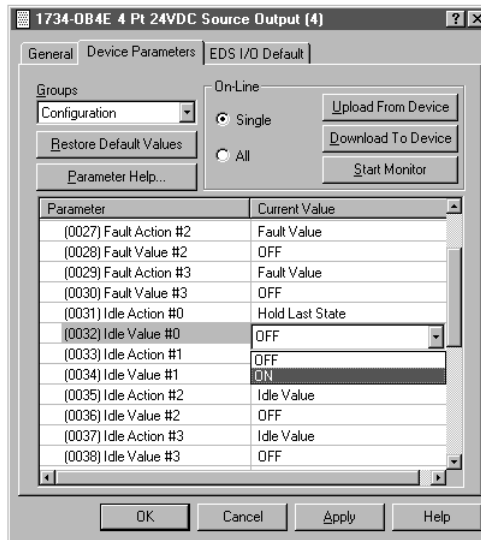 1734-OB4E 4 Pt 24VDC Source Output (4)
General Device Parameters EDS I/O Default
Groups
Configuration
Restore Default Values
Parameter Help...
On-Line
Single
All
Upload From Device
Download To Device
Start Monitor
Parameter Current Value
(0027) Fault Action #2 Fault Value
(0028) Fault Value #2 OFF
(0029) Fault Action #3 Fault Value
(0030) Fault Value #3 OFF
(0031) Idle Action #0 Hold Last State
(0032) Idle Value #0 OFF
(0033) Idle Action #1 OFF
(0034) Idle Value #1 ON
(0035) Idle Action #2 Idle Value
(0036) Idle Value #2 OFF
(0037) Idle Action #3 Idle Value
(0038) Idle Value #3 OFF
OK Cancel Apply Help